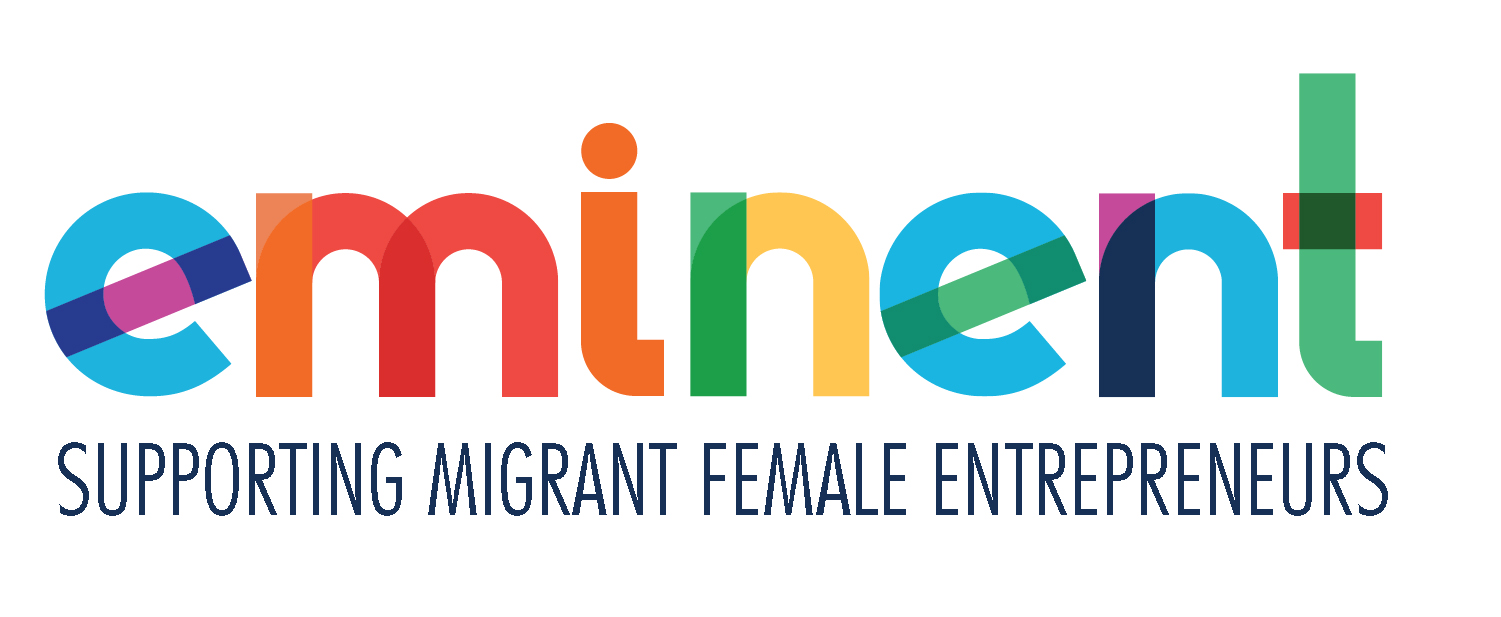 eminent
SUPPORTING MIGRANT FEMALE ENTREPRENEURS